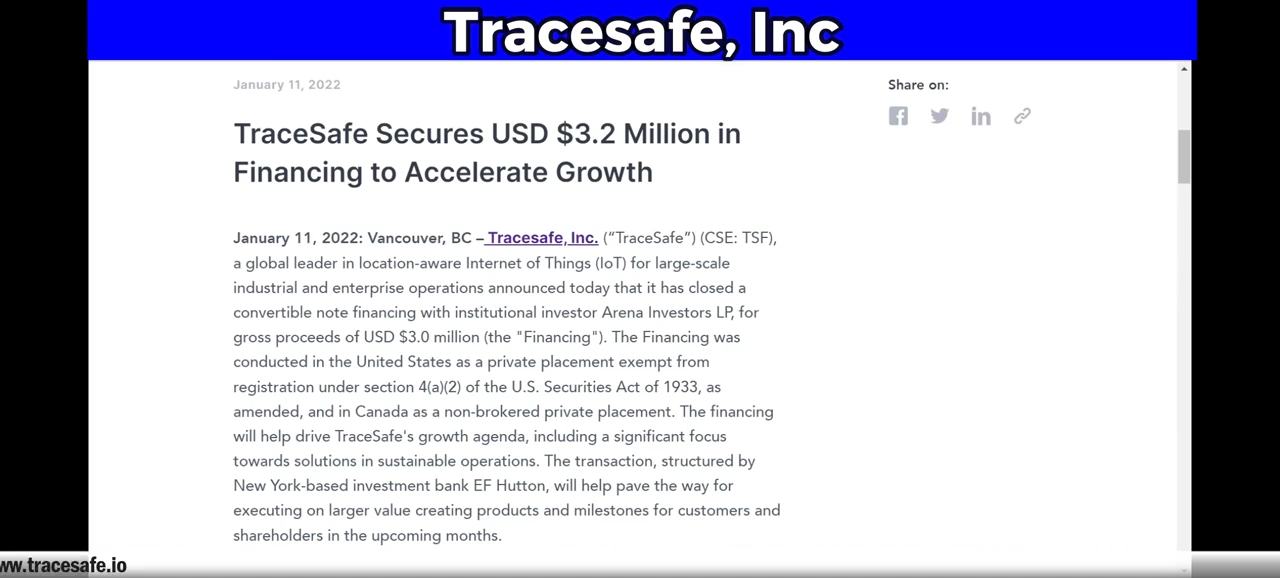 Tracesafe, Inc
January 11, 2022
Share on:
TraceSafe Secures USD $3.2 Million in
Financing to Accelerate Growth
January 11, 2022: Vancouver, BC – Tracesafe, Inc. (“TraceSafe”) (CSE: TSF),
a global leader in location-aware Internet of Things (IoT) for large-scale
industrial and enterprise operations announced today that it has closed a
convertible note financing with institutional investor Arena Investors LP, for
gross proceeds of USD $3.0 million (the "Financing"). The Financing was
conducted in the United States as a private placement exempt from
registration under section 4(a)(2) of the U.S. Securities Act of 1933, as
amended, and in Canada as a non-brokered private placement. The financing
will help drive TraceSafe's growth agenda, including a significant focus
towards solutions in sustainable operations. The transaction, structured by
New York-based investment bank EF Hutton, will help pave the way for
executing on larger value creating products and milestones for customers and
shareholders in the upcoming months.
ww.tracesafe.io